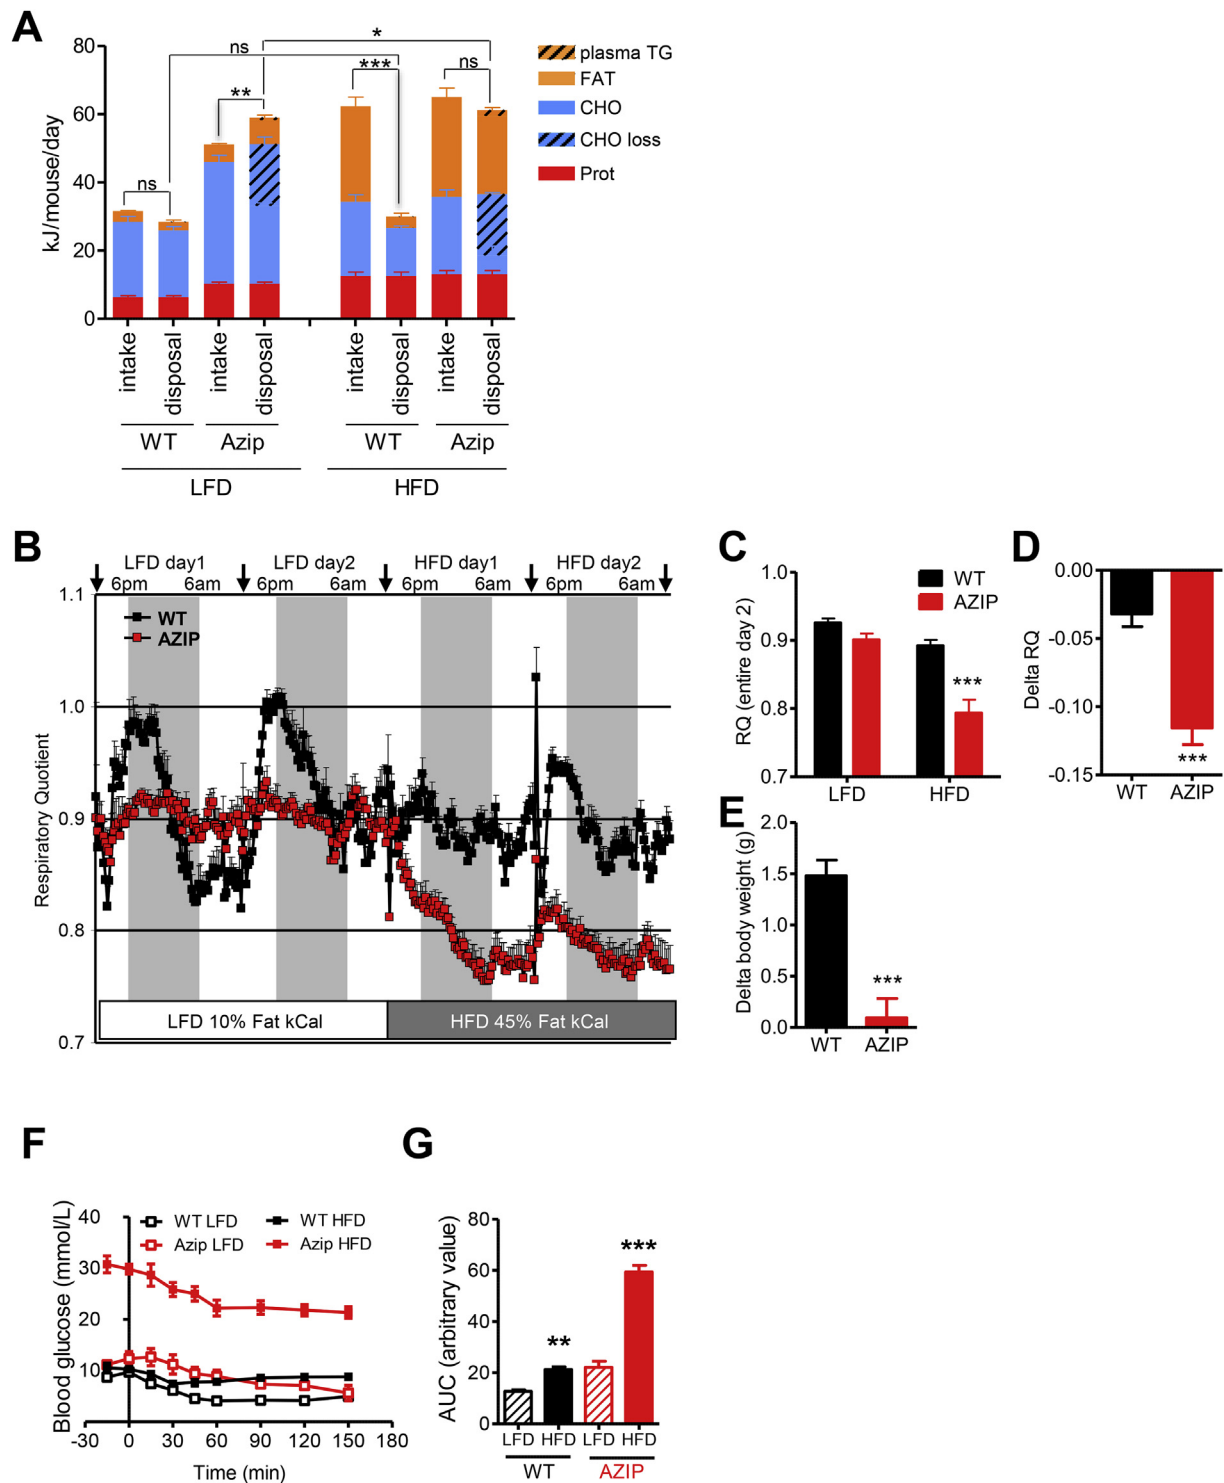 A
80
60
40
20
0
kJ/mouse/day
ns
**
ns
*
***
ns
plasma TG
FAT
CHO
CHO loss
Prot
intake
disposal
intake
disposal
intake
disposal
intake
disposal
WT
Azip
WT
Azip
LFD
HFD
B
LFD day1
LFD day2
HFD day1
HFD day2
6pm
6am
6pm
6am
6pm
6am
6pm
6am
1.1
1.0
0.9
0.8
0.7
Respiratory Quotient
WT
AZIP
LFD 10% Fat kCal
HFD 45% Fat kCal
C
1.0
0.9
0.8
0.7
RQ (entire day 2)
WT
AZIP
***
LFD
HFD
D
0.00
-0.05
-0.10
-0.15
Delta RQ
***
WT
AZIP
E
2.0
1.5
1.0
0.5
0.0
Delta body weight (g)
***
WT
AZIP
F
40
30
20
10
Blood glucose (mmol/L)
WT LFD
WT HFD
Azip LFD
Azip HFD
-30
0
30
60
90
120
150
180
Time (min)
G
80
60
40
20
0
AUC (arbitrary value)
**
***
LFD
HFD
LFD
HFD
WT
AZIP